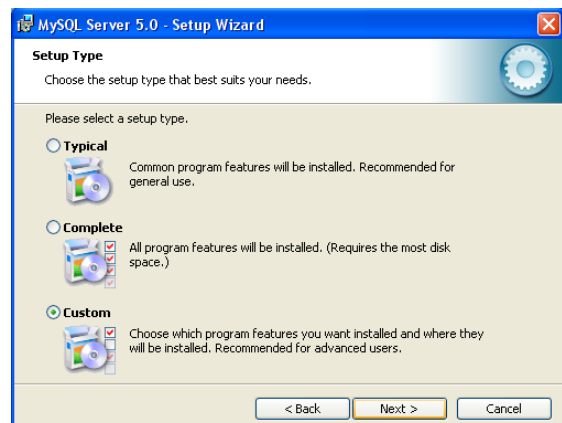 MySQL Server 5.0 - Setup Wizard
Setup Type
Choose the setup type that best suits your needs.
Please select a setup type.
Typical
Common program features will be installed. Recommended for
general use.
Complete
All program features will be installed. (Requires the most disk
space.)
Custom
Choose which program features you want installed and where they
will be installed. Recommended for advanced users.
< Back
Next >
Cancel